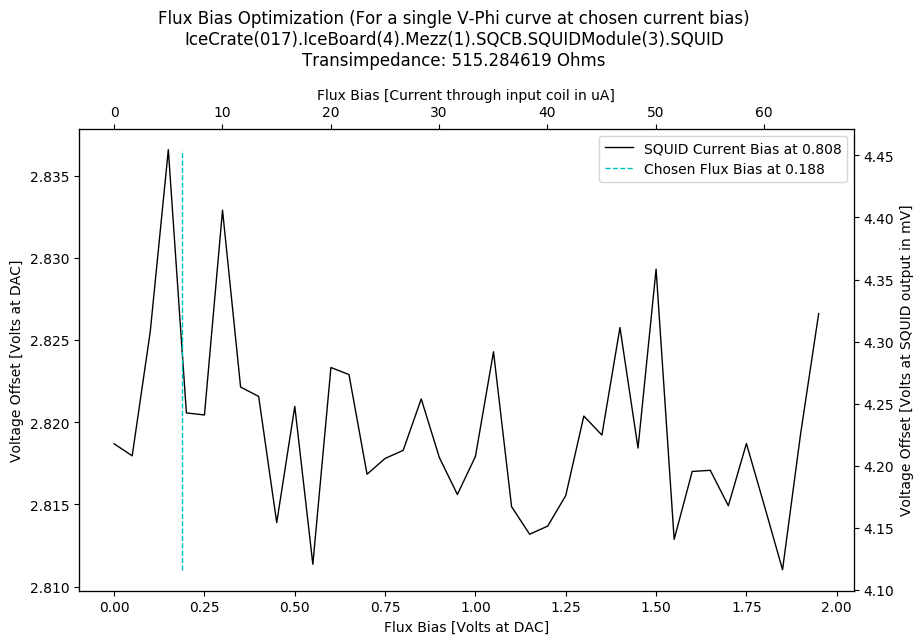 Flux Bias Optimization (For a single V-Phi curve at chosen current bias)
IceCrate(017).IceBoard(4).Mezz(1).SQCB.SQUIDModule(3).SQUID
Transimpedance: 515.284619 Ohms
Flux Bias [Current through input coil in uA]
0 10 20 30 40 50 60
SQUID Current Bias at 0.808
Chosen Flux Bias at 0.188
Voltage Offset [Volts at DAC]
2.835
2.830
2.825
2.820
2.815
2.810
4.45
4.40
4.35
4.30
4.25
4.20
4.15
4.10
Voltage Offset [Volts at SQUID output in mV]
0.00 0.25 0.50 0.75 1.00 1.25 1.50 1.75 2.00
Flux Bias [Volts at DAC]